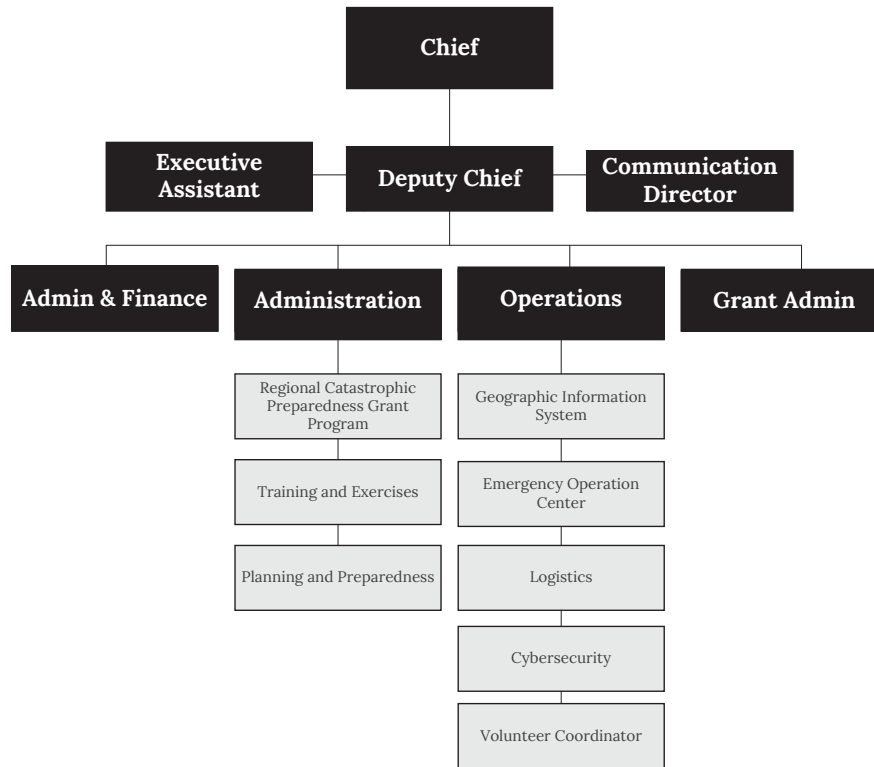 Chief
Executive
Assistant
Deputy Chief
Communication
Director
Admin & Finance
Administration
Operations
Grant Admin
Regional Catastrophic
Preparedness Grant
Program
Training and Exercises
Planning and Preparedness
Geographic Information
System
Emergency Operation
Center
Logistics
Cybersecurity
Volunteer Coordinator